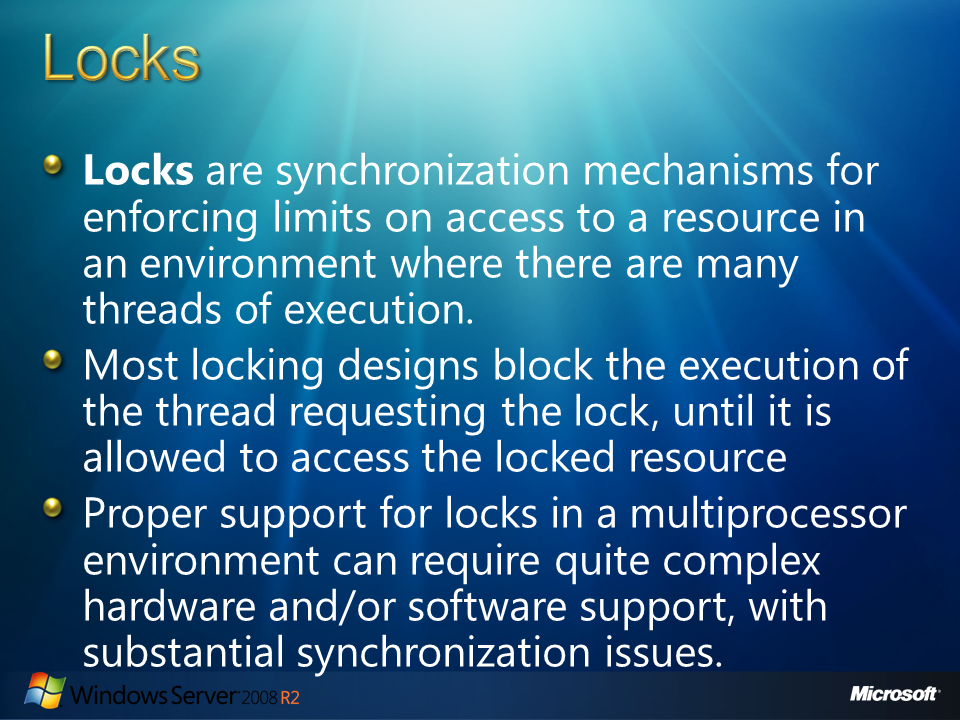 Locks
Locks are synchronization mechanisms for
enforcing limits on access to a resource in
an environment where there are many
threads of execution.
Most locking designs block the execution of
the thread requesting the lock, until it is
allowed to access the locked resource
Proper support for locks in a multiprocessor
environment can require quite complex
hardware and/or software support, with
substantial synchronization issues.
Windows Server 2008 R2
Microsoft